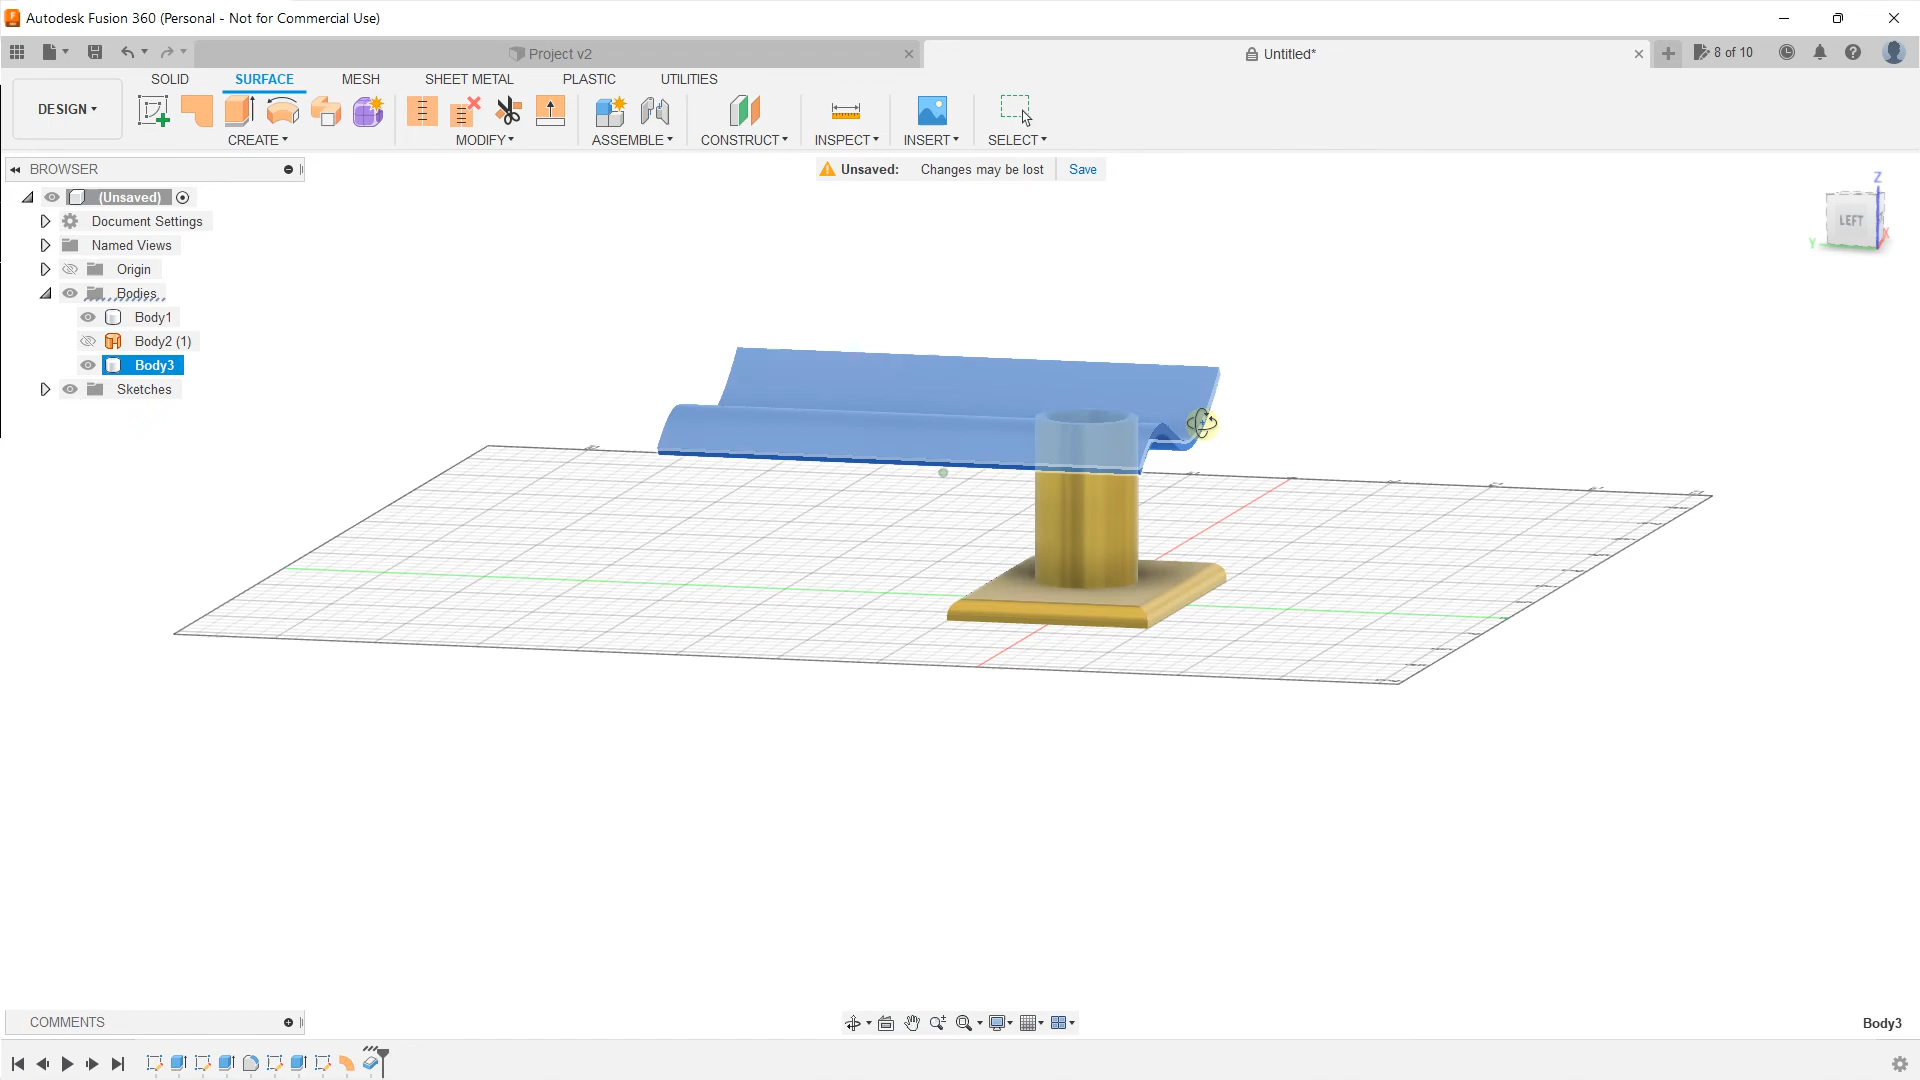 Autodesk Fusion 360 (Personal - Not for Commercial Use)
Project v2
Untitled*
8 of 10
DESIGN
SOLID
SURFACE
MESH
SHEET METAL
PLASTIC
UTILITIES
CREATE
MODIFY
ASSEMBLE
CONSTRUCT
INSPECT
INSERT
SELECT
BROWSER
Unsaved: Changes may be lost Save
(Unsaved)
Document Settings
Named Views
Origin
Bodies
Body1
Body2 (1)
Body3
Sketches
Z
LEFT
Y
X
COMMENTS
Body3